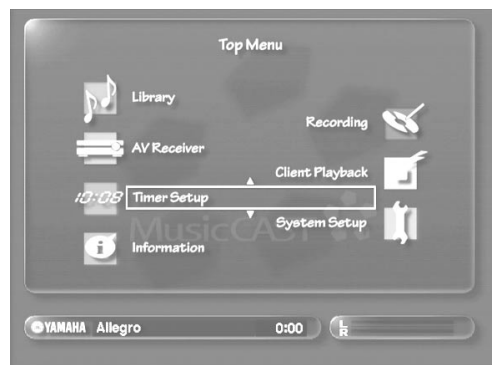 Top Menu
Library
Recording
AV Receiver
Client Playback
10:08 Timer Setup
System Setup
MusicCAST
Information
YAMAHA Allegro 0:00 L
R